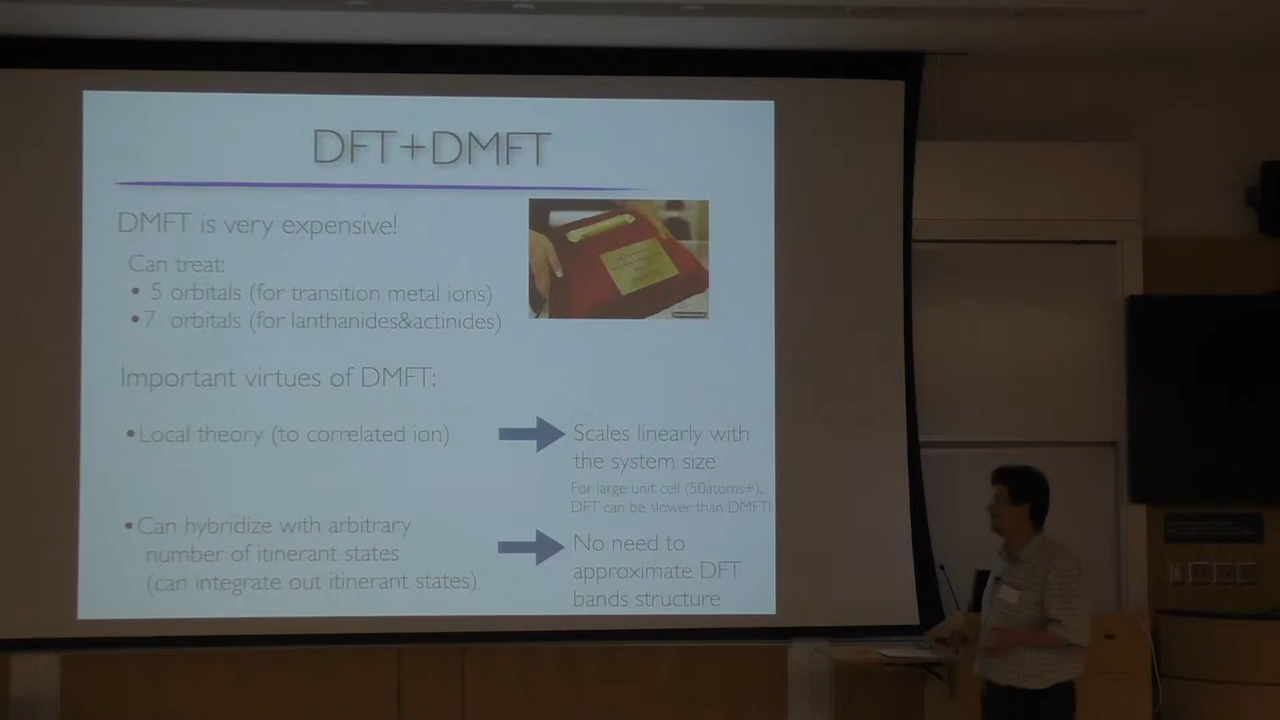 DFT+DMFT
DMFT is very expensive!
Can treat:
• 5 orbitals (for transition metal ions)
•7 orbitals (for lanthanides&actinides)
Important virtues of DMFT:
•Local theory (to correlated ion)
Scales linearly with
the system size
For large unit cell (50atoms+),
DFT can be slower than DMFT!
•Can hybridize with arbitrary
number of itinerant states
(can integrate out itinerant states)
No need to
approximate DFT
bands structure